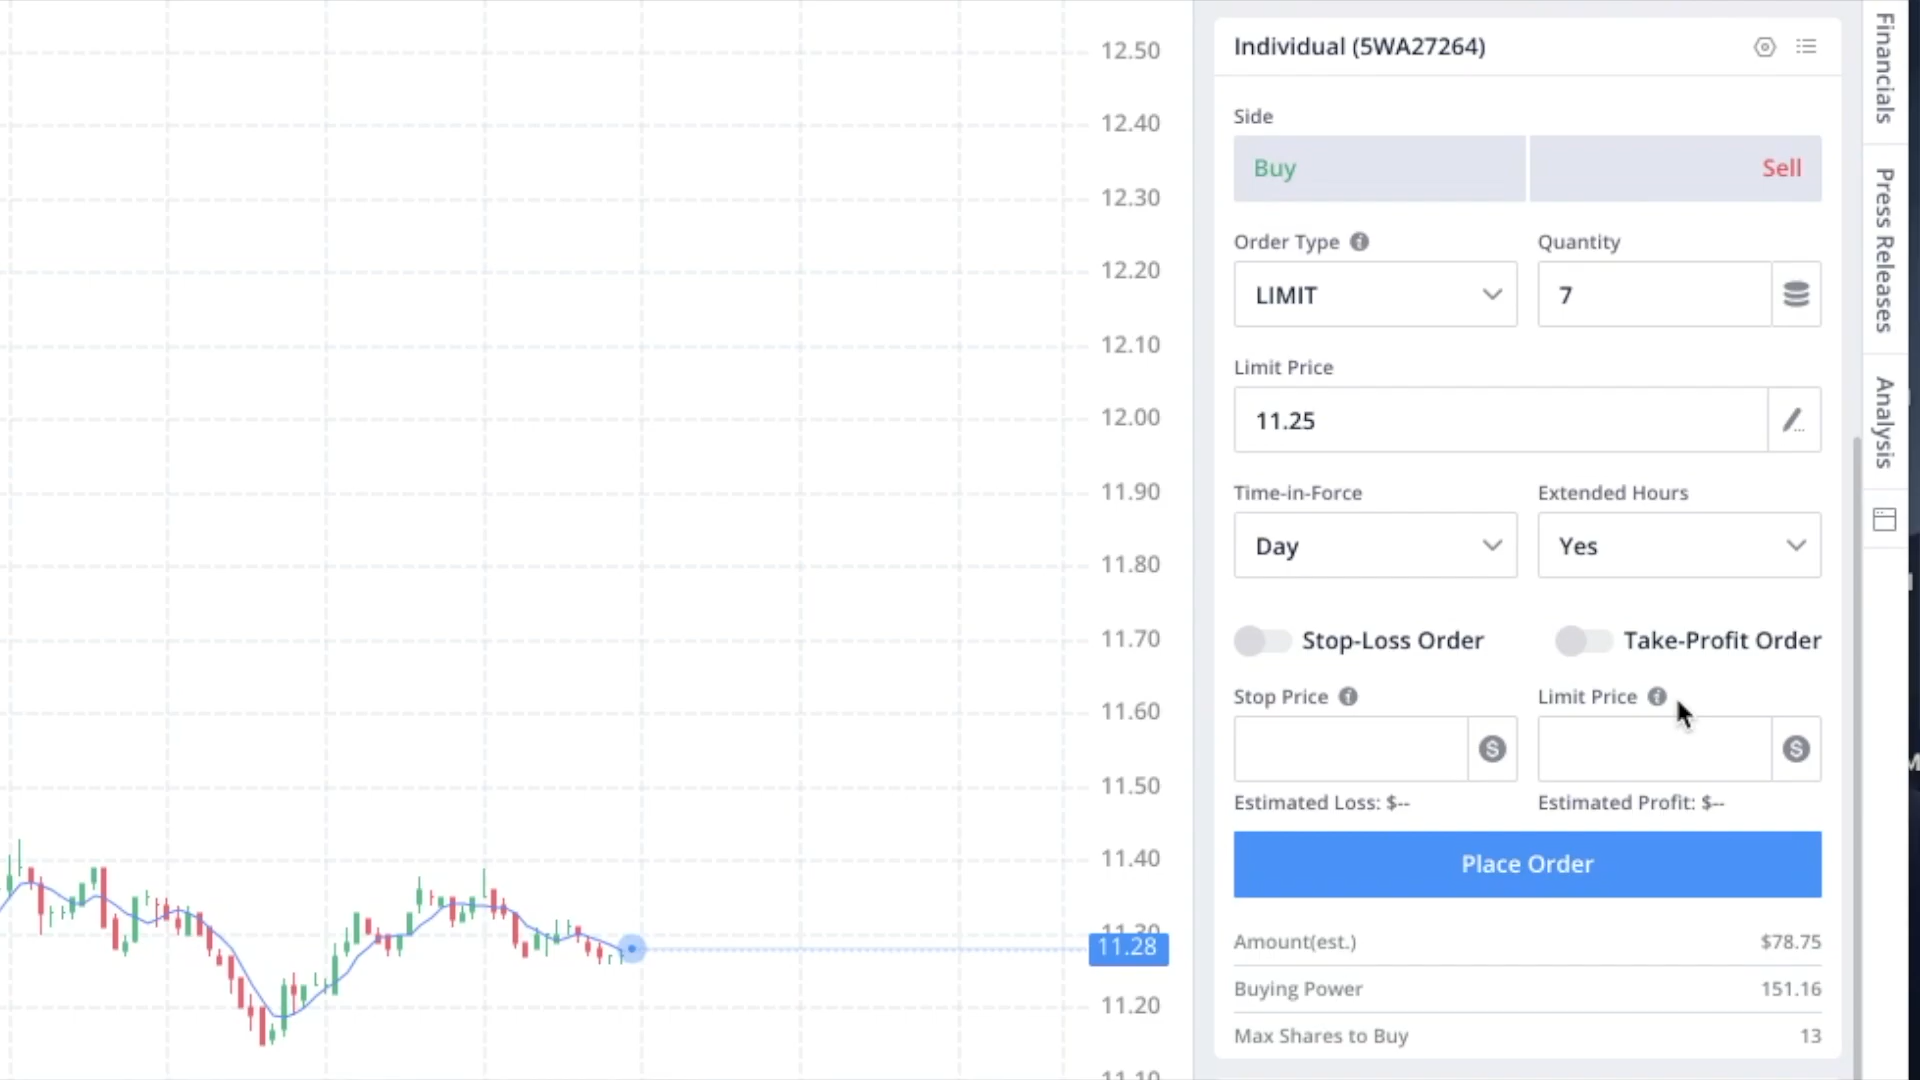 12.50
12.40
12.30
12.20
12.10
12.00
11.90
11.80
11.70
11.60
11.50
11.40
11.30
11.28
11.20
11.10
Individual (5WA27264)
Side
Buy
Sell
Order Type
Quantity
LIMIT
7
Limit Price
11.25
Time-in-Force
Extended Hours
Day
Yes
Stop-Loss Order
Take-Profit Order
Stop Price
Limit Price
Estimated Loss: $--
Estimated Profit: $--
Place Order
Amount(est.)
$78.75
Buying Power
151.16
Max Shares to Buy
13
Financials
Press Releases
Analysis